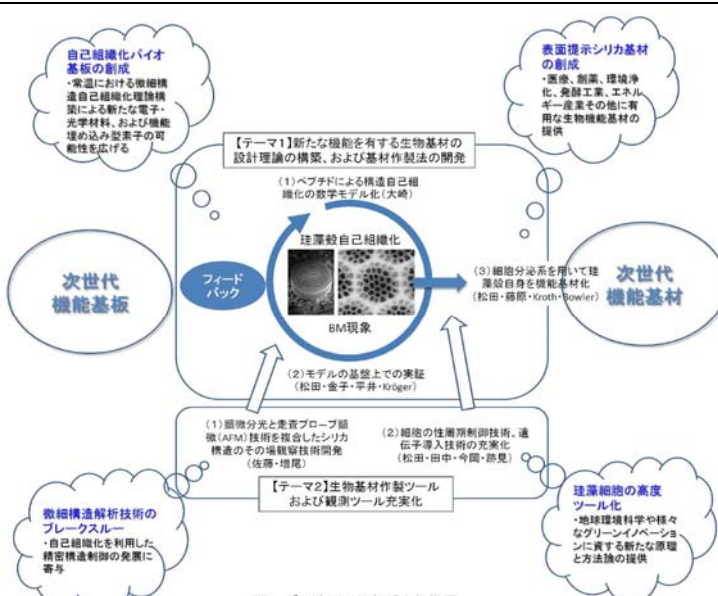 自己組織化バイオ
基板の創成
・常温における微細構
造自己組織化理論構
築による新たな電子・
光学材料、および機能
埋め込み型素子の可
能性を広げる
表面提示シリカ基材
の創成
・医療、創薬、環境浄
化、発酵工業、エネル
ギー産業その他に有
用な生物機能基材の
提供
【テーマ1】新たな機能を有する生物基材の
設計理論の構築、および基材作製法の開発
(1)ペプチドによる構造自己組
織化の数学モデル化(大崎)
珪藻殻自己組織化
BM現象
次世代
機能基板
フィード
バック
(3)細胞分泌系を用いて珪
藻殻自身を機能基材化
(松田・藤原・Kroth・Bowler)
次世代
機能基材
(2)モデルの基盤上での実証
(松田・金子・平井・Kröger)
(1)顕微分光と走査プローブ顕
微(AFM)技術を複合したシリカ
構造のその場観察技術開発
(佐藤・増尾)
(2)細胞の性周期制御技術、遺
伝子導入技術の充実化
(松田・田中・今岡・跡見)
【テーマ2】生物基材作製ツール
および観測ツール充実化
微細構造解析技術の
ブレークスルー
・自己組織化を利用した
精密構造制御の発展に
寄与
珪藻細胞の高度
ツール化
・地球環境科学や様々
なグリーンイノベーショ
ンに資する新たな原理
と方法論の提供